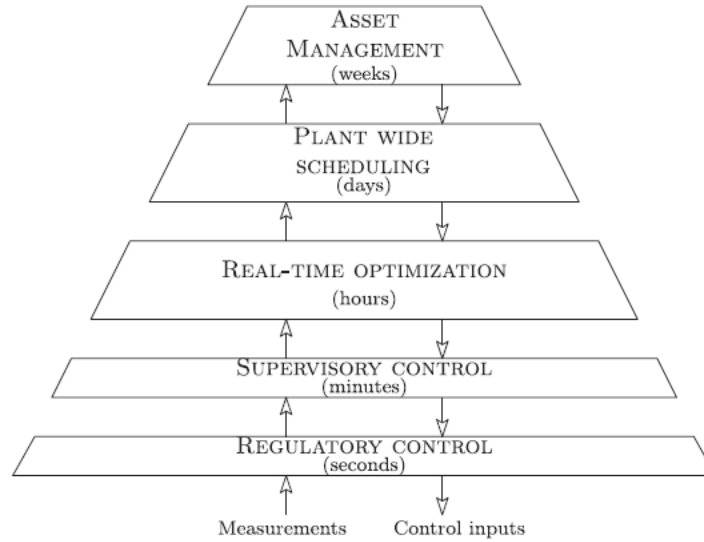 ASSET
MANAGEMENT
(weeks)
PLANT WIDE
SCHEDULING
(days)
REAL-TIME OPTIMIZATION
(hours)
SUPERVISORY CONTROL
(minutes)
REGULATORY CONTROL
(seconds)
Measurements Control inputs